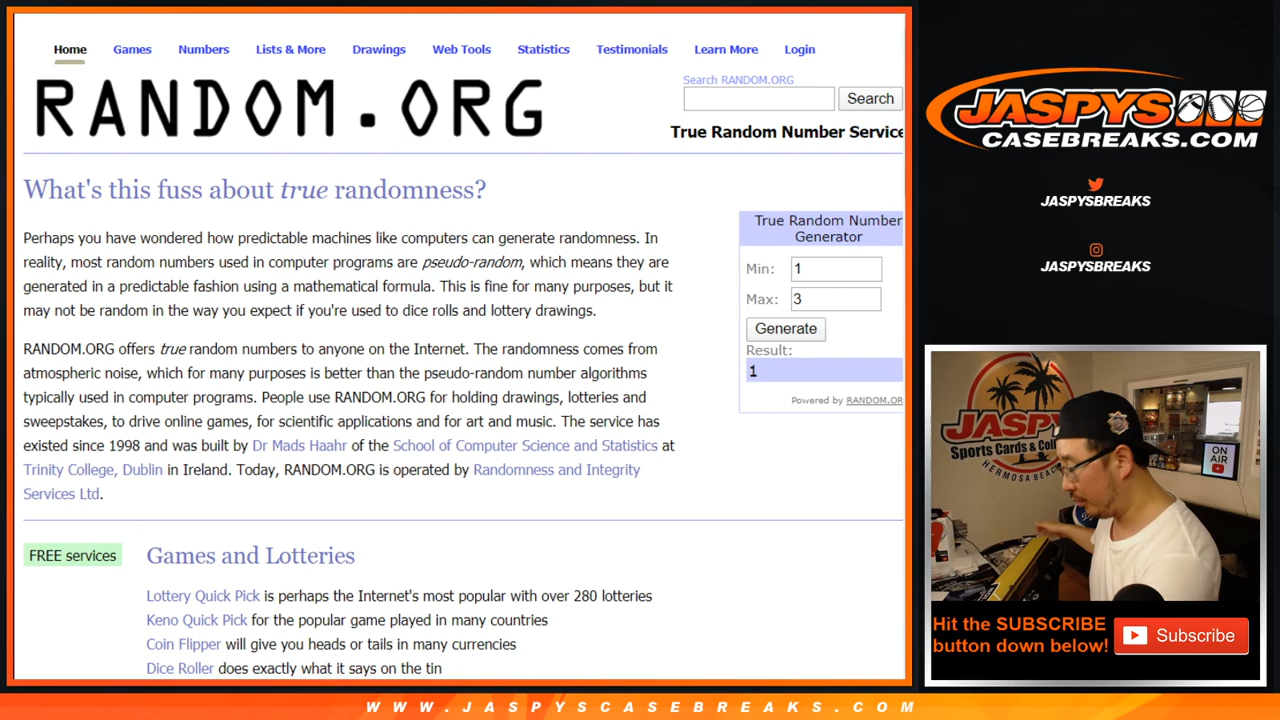 Home Games Numbers Lists & More Drawings Web Tools Statistics Testimonials Learn More Login
RANDOM.ORG
Search RANDOM.ORG
Search
True Random Number Service
What's this fuss about true randomness?
Perhaps you have wondered how predictable machines like computers can generate randomness. In
reality, most random numbers used in computer programs are pseudo-random, which means they are
generated in a predictable fashion using a mathematical formula. This is fine for many purposes, but it
may not be random in the way you expect if you're used to dice rolls and lottery drawings.
RANDOM.ORG offers true random numbers to anyone on the Internet. The randomness comes from
atmospheric noise, which for many purposes is better than the pseudo-random number algorithms
typically used in computer programs. People use RANDOM.ORG for holding drawings, lotteries and
sweepstakes, to drive online games, for scientific applications and for art and music. The service has
existed since 1998 and was built by Dr Mads Haahr of the School of Computer Science and Statistics at
Trinity College, Dublin in Ireland. Today, RANDOM.ORG is operated by Randomness and Integrity
Services Ltd.
True Random Number
Generator
Min: 1
Max: 3
Generate
Result:
1
Powered by RANDOM.OR
FREE services
Games and Lotteries
Lottery Quick Pick is perhaps the Internet's most popular with over 280 lotteries
Keno Quick Pick for the popular game played in many countries
Coin Flipper will give you heads or tails in many currencies
Dice Roller does exactly what it says on the tin
JASPYS
CASEBREAKS.COM
JASPYSBREAKS
JASPYSBREAKS
JASPYS
Sports Cards & Coll
HERMOSA BEAC
ON
AIR
Hit the SUBSCRIBE
button down below!
Subscribe
WWW.JASPYSCASEBREAKS.COM